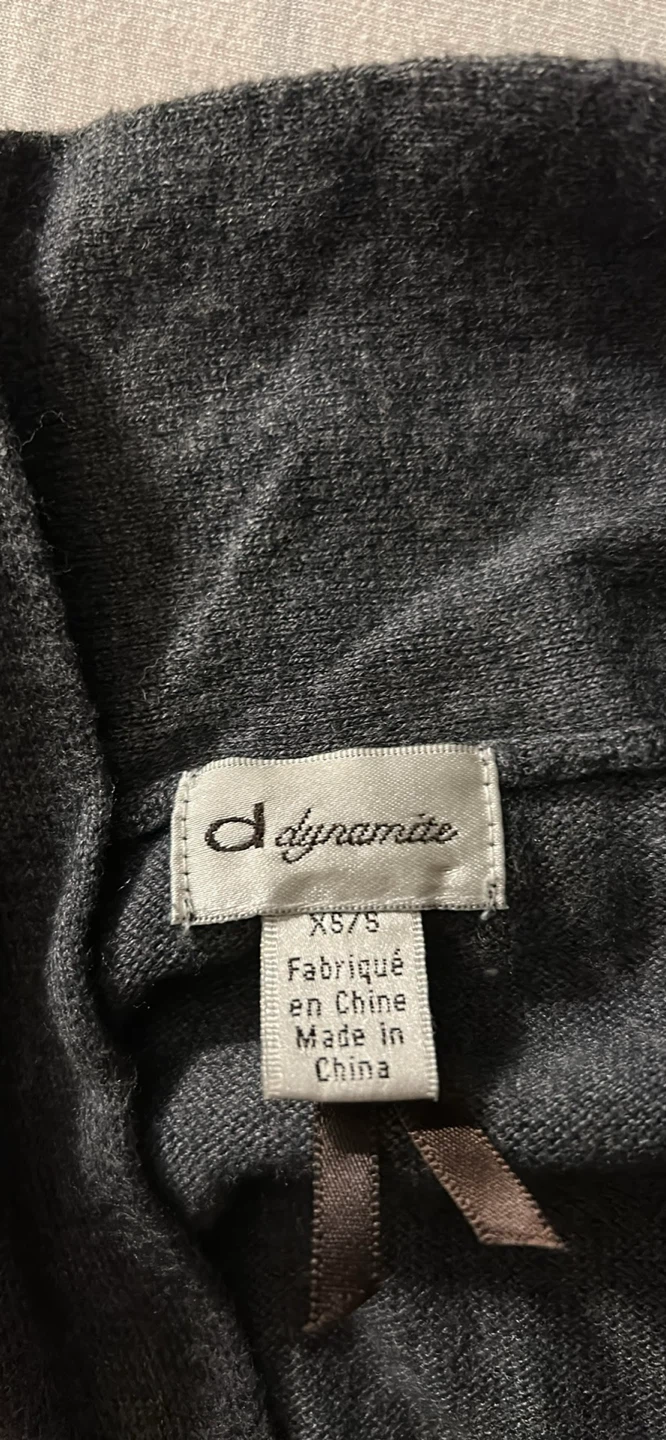 d dynamite
XS/S
Fabriqué
en Chine
Made in
China